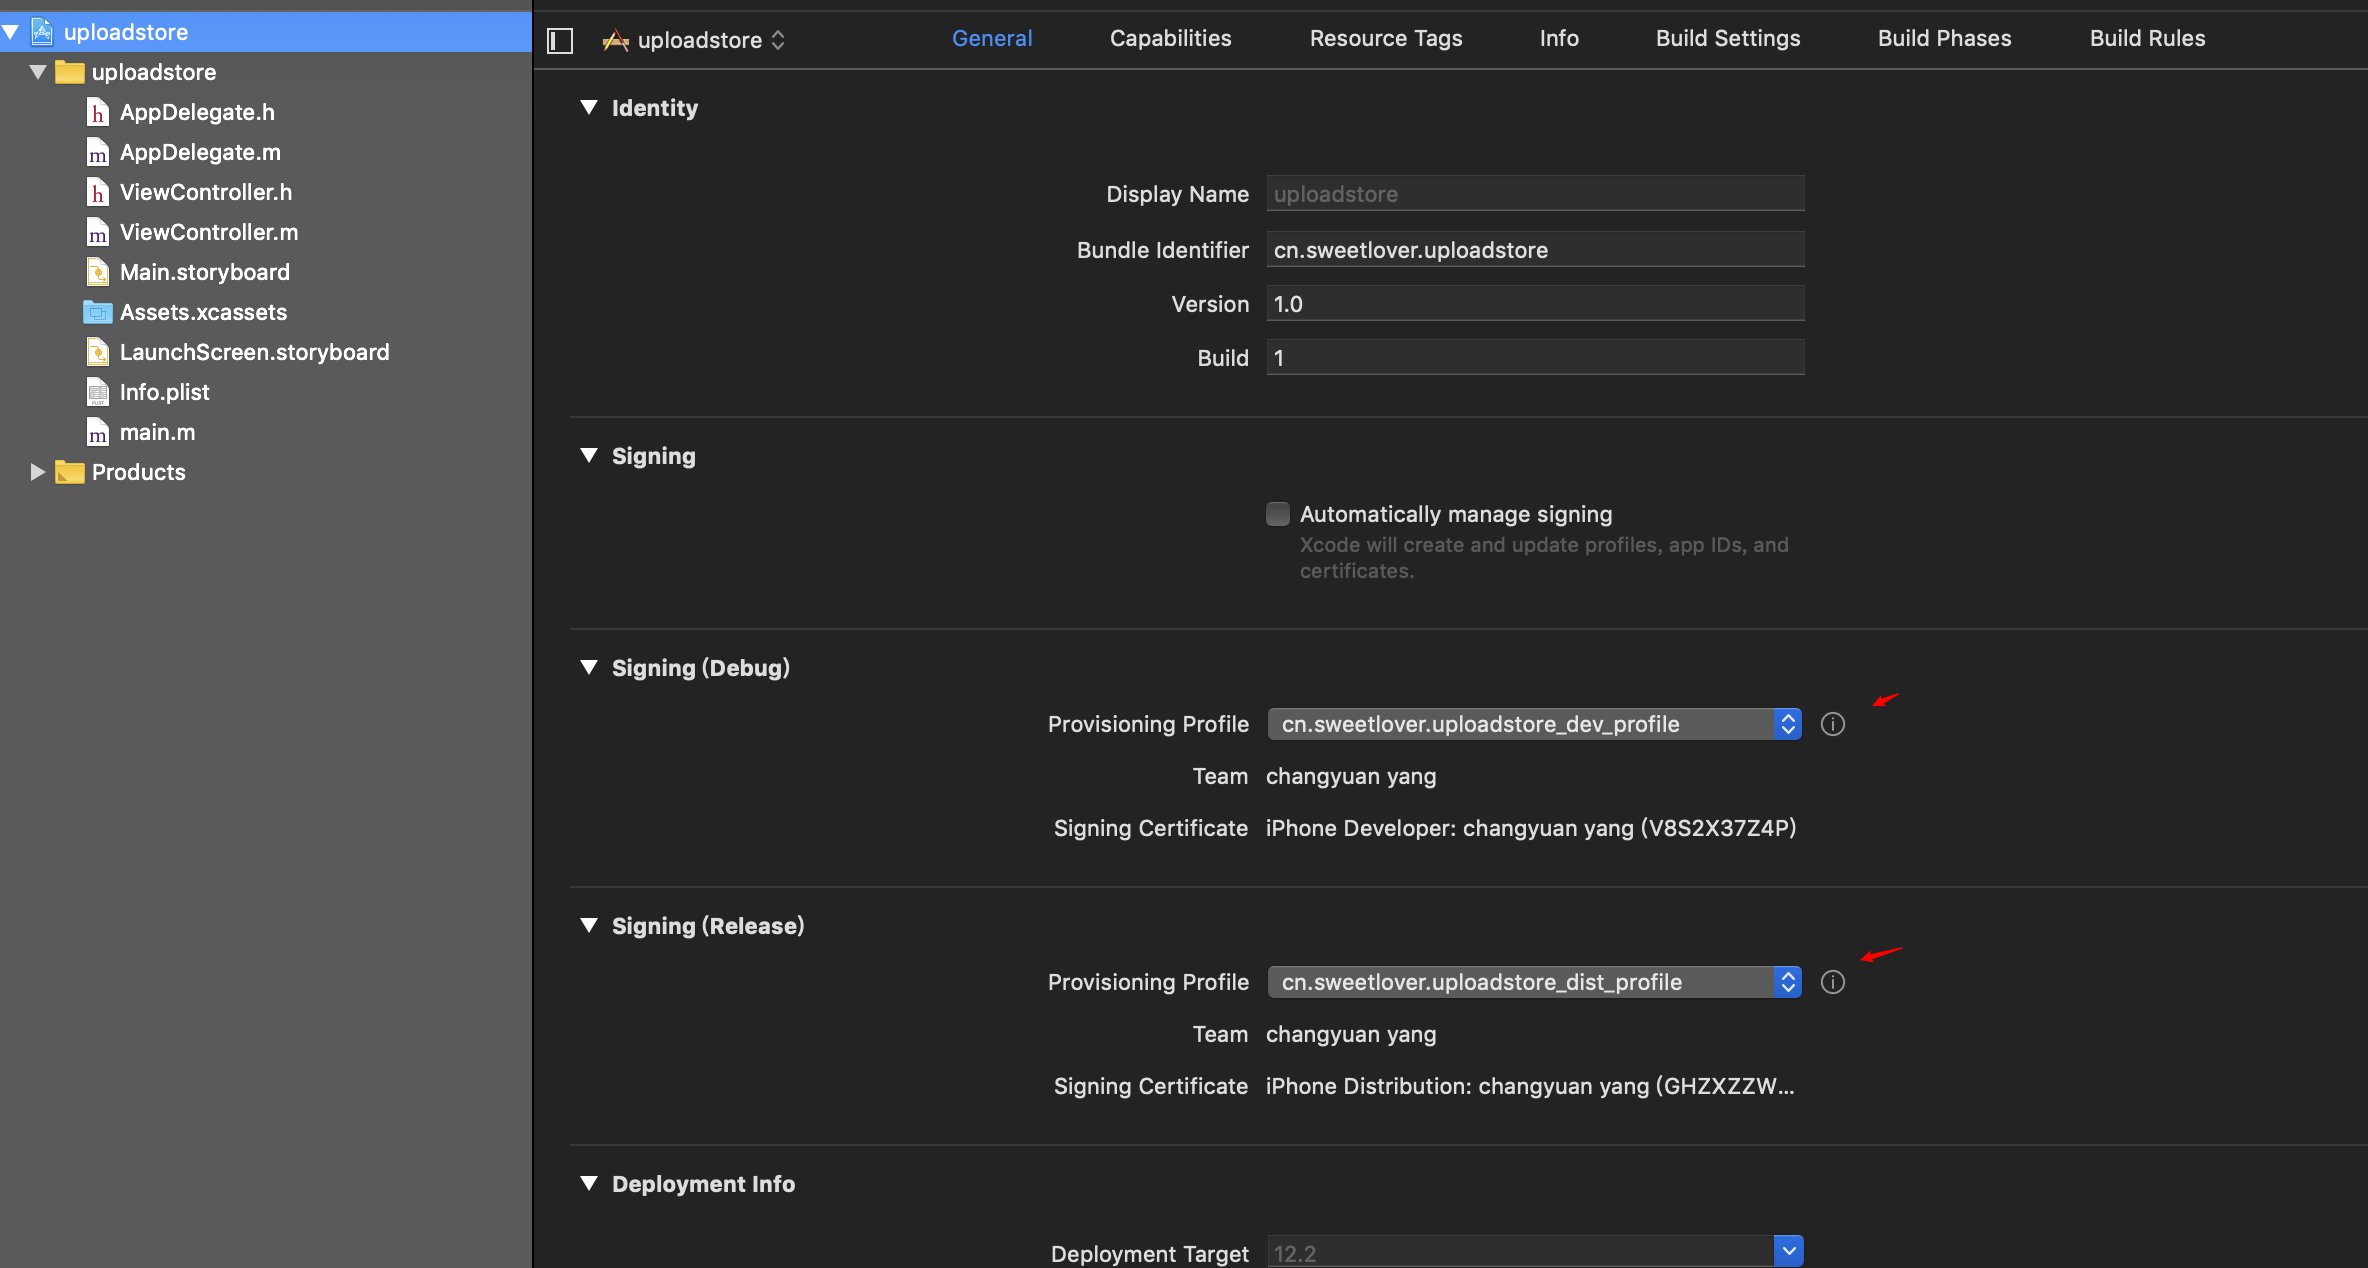 uploadstore
uploadstore
AppDelegate.h
AppDelegate.m
ViewController.h
ViewController.m
Main.storyboard
Assets.xcassets
LaunchScreen.storyboard
Info.plist
main.m
Products
uploadstore
General Capabilities Resource Tags Info Build Settings Build Phases Build Rules
Identity
Display Name uploadstore
Bundle Identifier cn.sweetlover.uploadstore
Version 1.0
Build 1
Signing
Automatically manage signing
Xcode will create and update profiles, app IDs, and
certificates.
Signing (Debug)
Provisioning Profile cn.sweetlover.uploadstore_dev_profile
Team changyuan yang
Signing Certificate iPhone Developer: changyuan yang (V8S2X37Z4P)
Signing (Release)
Provisioning Profile cn.sweetlover.uploadstore_dist_profile
Team changyuan yang
Signing Certificate iPhone Distribution: changyuan yang (GHZXZZW...
Deployment Info
Deployment Target 12.2